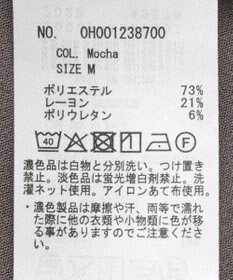 NO. 0H001238700
COL. Mocha
SIZE M
ポリエステル 73%
レーヨン 21%
ポリウレタン 6%
40
濃色品は白物と分別洗い。つけ置き
禁止。淡色品は蛍光増白剤禁止。洗
濯ネット使用。アイロンあて布使用。
・濃色製品は摩擦や汗、雨等で濡れ
た際に他の衣類や小物に色が移
る事がありますのでご注意下さ
い。